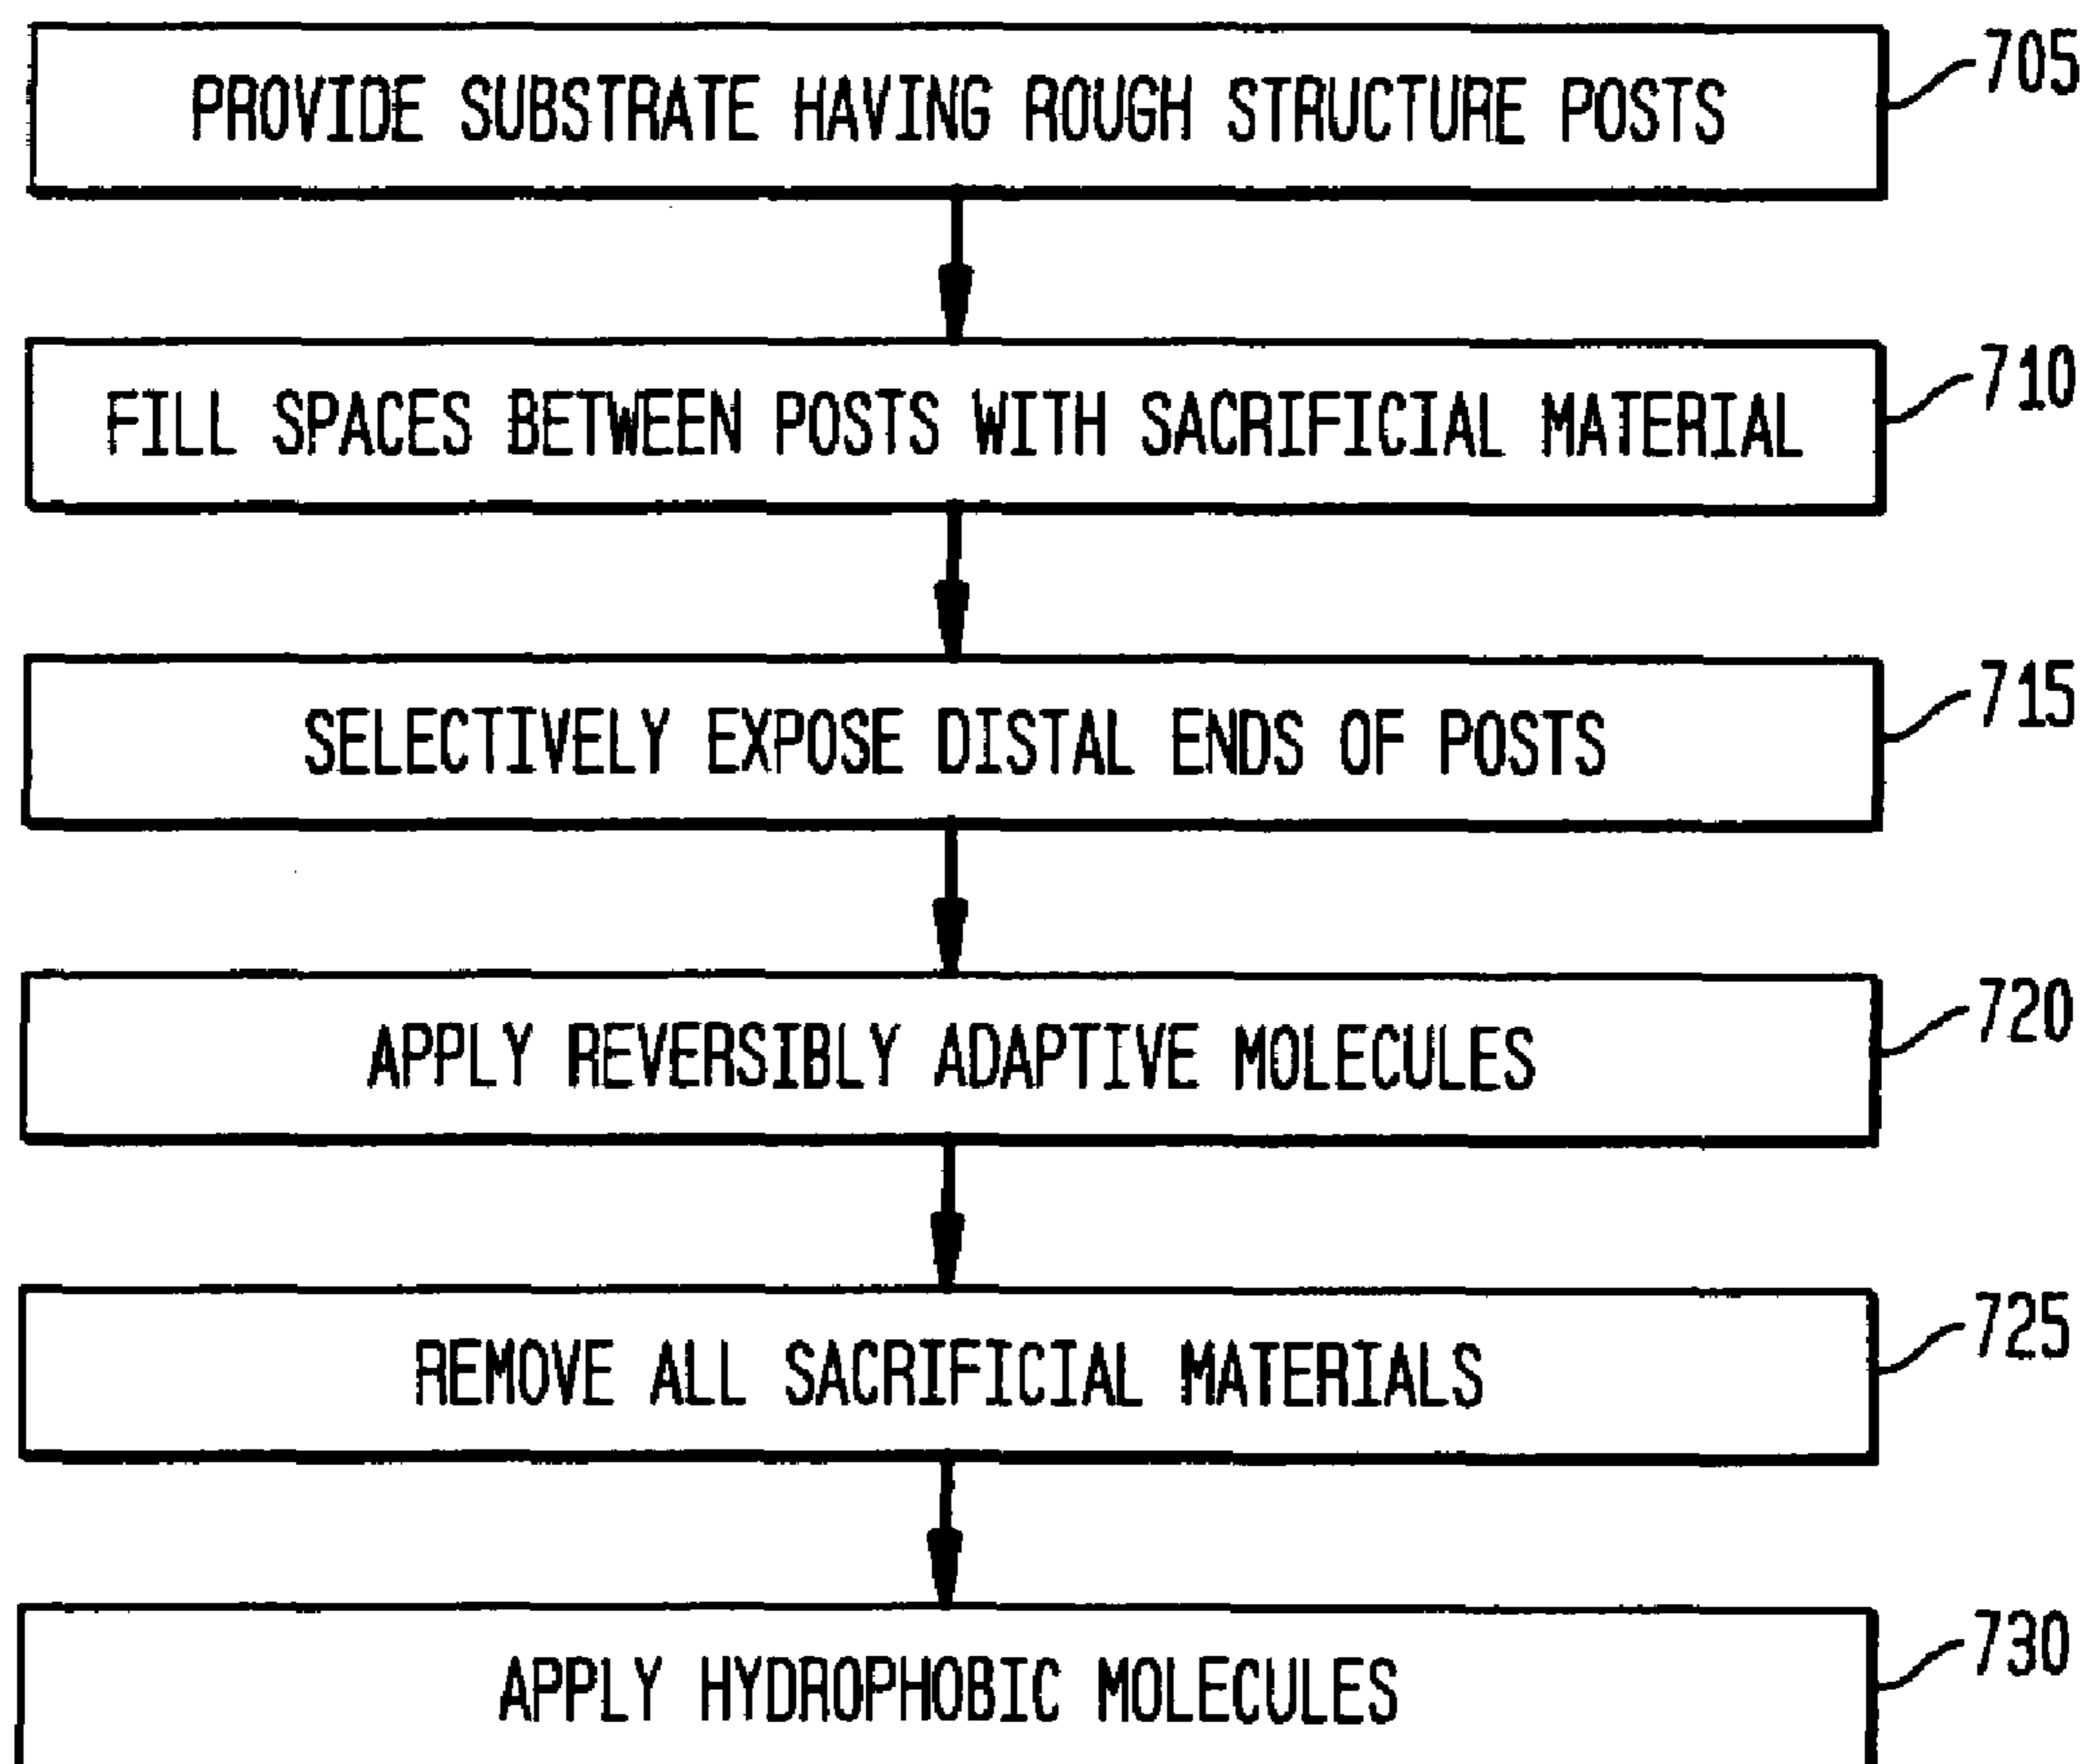 PROVIDE SUBSTRATE HAVING ROUGH STRUCTURE POSTS
705
FILL SPACES BETWEEN POSTS WITH SACRIFICIAL MATERIAL
710
SELECTIVELY EXPOSE DISTAL ENDS OF POSTS
715
APPLY REVERSIBLY ADAPTIVE MOLECULES
720
REMOVE ALL SACRIFICIAL MATERIALS
725
APPLY HYDROPHOBIC MOLECULES
730